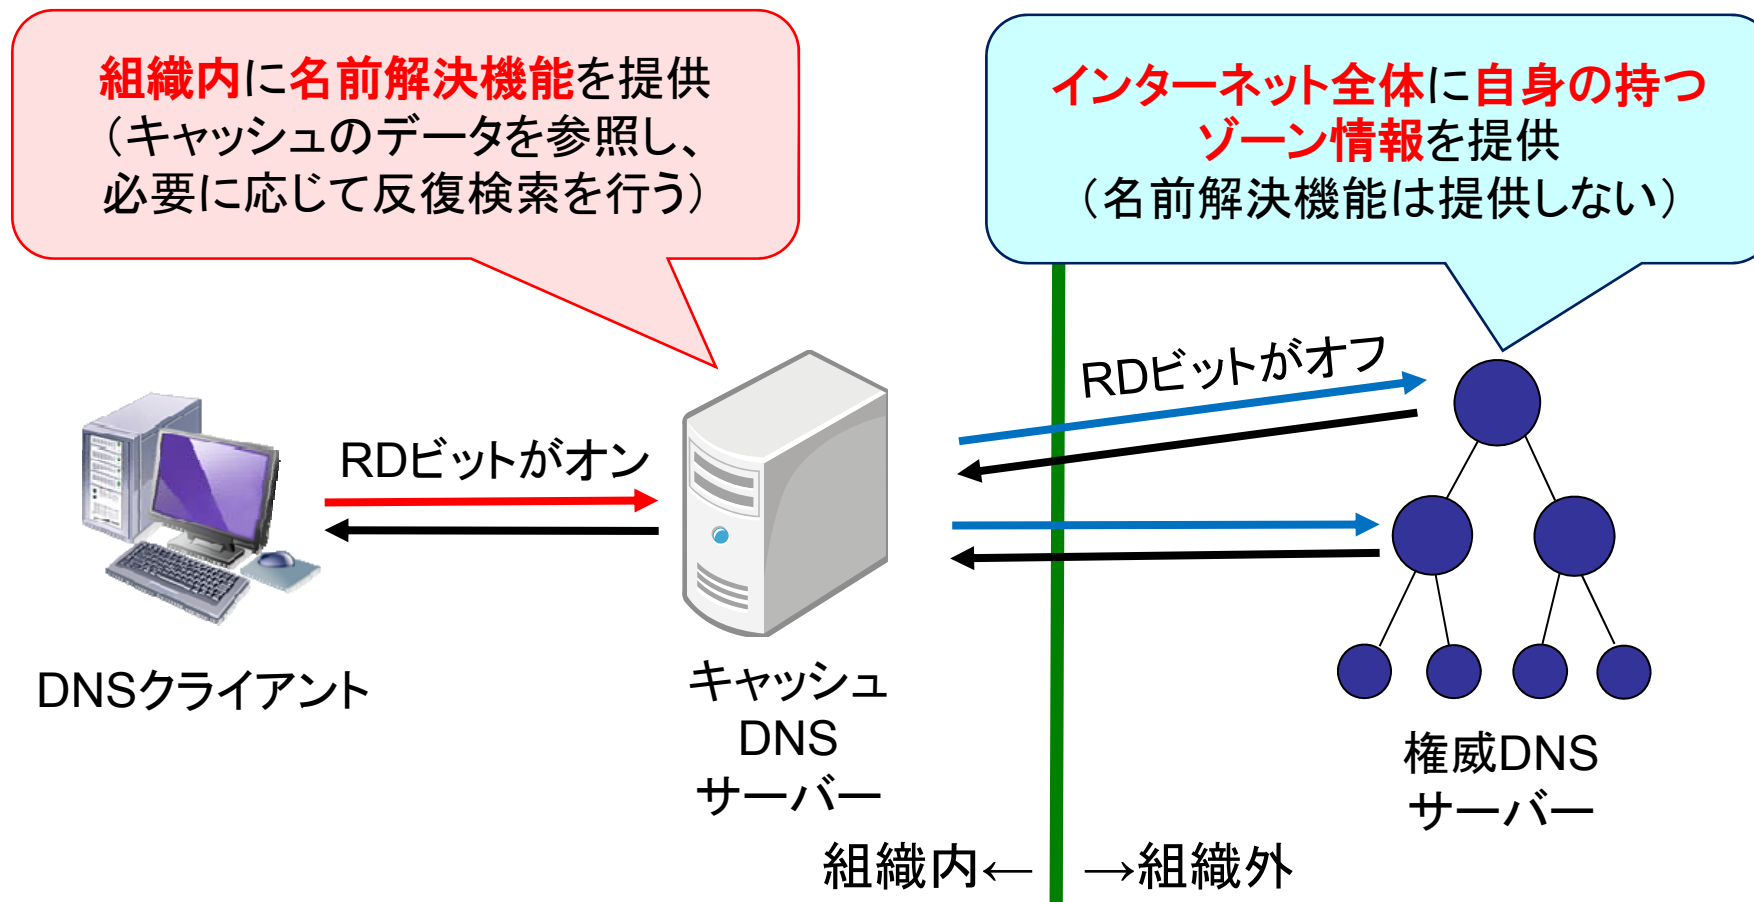 組織内に名前解決機能を提供
（キャッシュのデータを参照し、
必要に応じて反復検索を行う）
インターネット全体に自身の持つ
ゾーン情報を提供
（名前解決機能は提供しない）
RDビットがオフ
RDビットがオン
DNSクライアント
キャッシュ
DNS
サーバー
権威DNS
サーバー
組織内←
→組織外